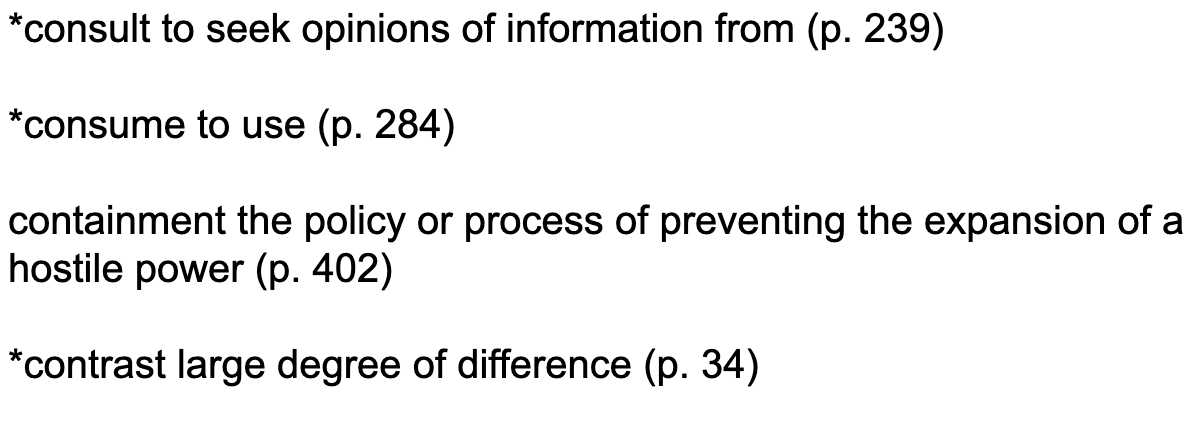 *consult to seek opinions of information from (p. 239)
*consume to use (p. 284)
containment the policy or process of preventing the expansion of a
hostile power (p. 402)
*contrast large degree of difference (p. 34)